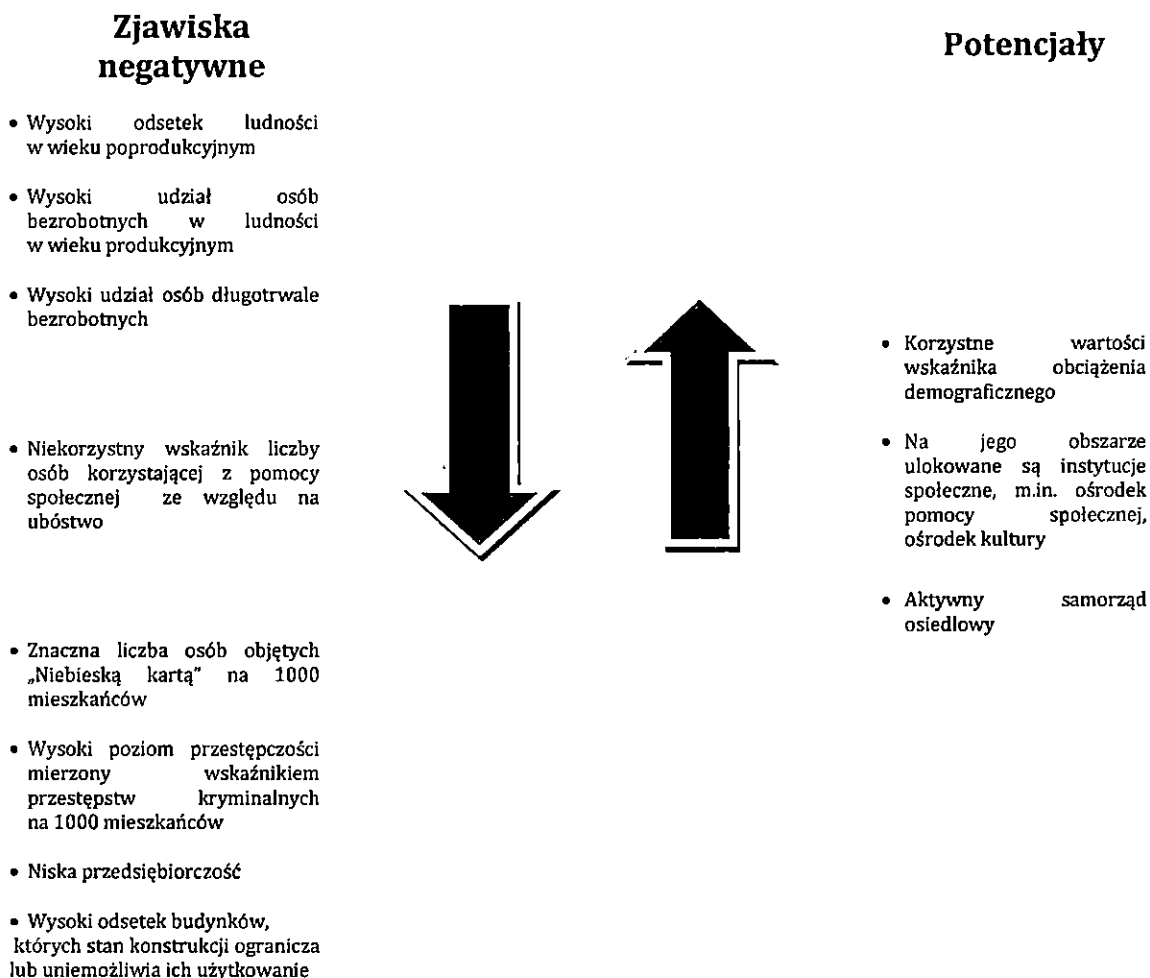 Zjawiska
negatywne
• Wysoki odsetek ludności
w wieku poprodukcyjnym
• Wysoki udział osób
bezrobotnych w ludności
w wieku produkcyjnym
• Wysoki udział osób długotrwale
bezrobotnych
• Niekorzystny wskaźnik liczby
osób korzystającej z pomocy
społecznej ze względu na
ubóstwo
• Znaczna liczba osób objętych
„Niebieską kartą" na 1000
mieszkańców
• Wysoki poziom przestępczości
mierzony wskaźnikiem
przestępstw kryminalnych
na 1000 mieszkańców
• Niska przedsiębiorczość
• Wysoki odsetek budynków,
których stan konstrukcji ogranicza
lub uniemożliwia ich użytkowanie
Potencjały
• Korzystne wartości
wskaźnika obciążenia
demograficznego
• Na jego obszarze
ulokowane są instytucje
społeczne, m.in. ośrodek
pomocy społecznej,
ośrodek kultury
• Aktywny samorząd
osiedlowy